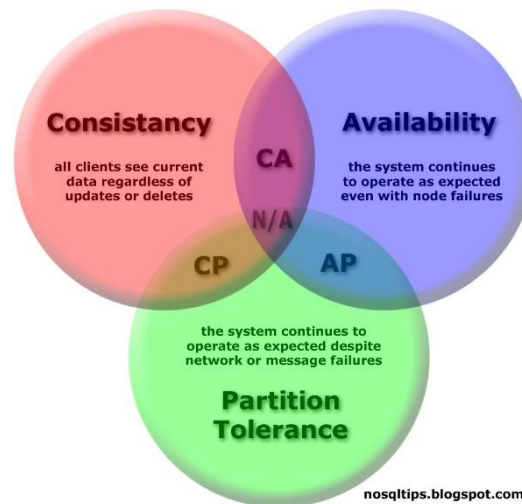 Consistancy
all clients see current
data regardless of
updates or deletes
Availability
the system continues
to operate as expected
even with node failures
CA
N/A
CP
AP
the system continues to
operate as expected despite
network or message failures
Partition
Tolerance
nosqltips.blogspot.com